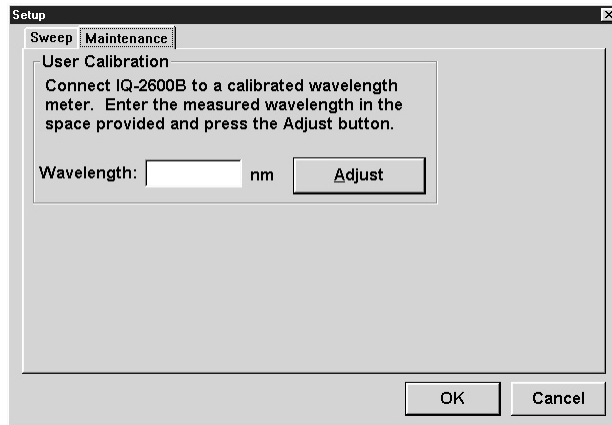 Setup
Sweep Maintenance
User Calibration
Connect IQ-2600B to a calibrated wavelength
meter. Enter the measured wavelength in the
space provided and press the Adjust button.
Wavelength: nm Adjust
OK Cancel